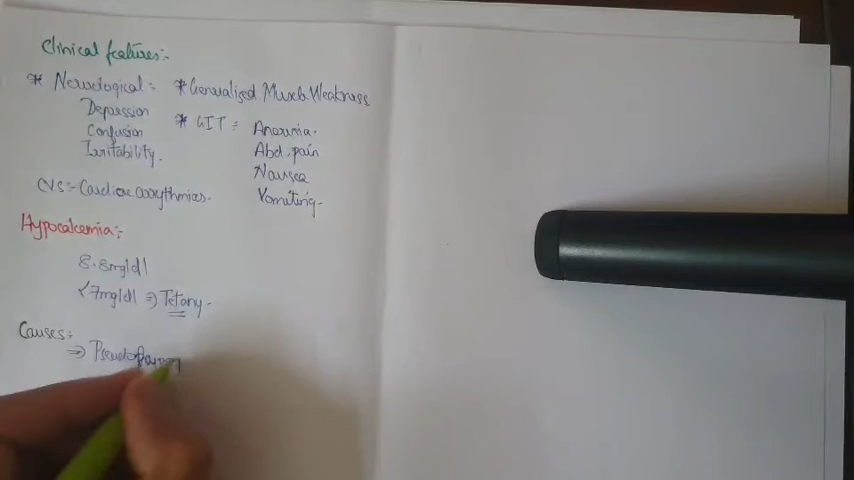 Clinical features:-
* Neurological:-
Depression
Confusion
Irritability.
* Generalised Muscle Weakness
* GIT:- Anorexia.
Abd. pain
Nausea
Vomiting.
CVS:- Cardiac arrythmias.
Hypocalcemia:-
8.8mg/dl
<7mg/dl => Tetany.
Causes:-
=>